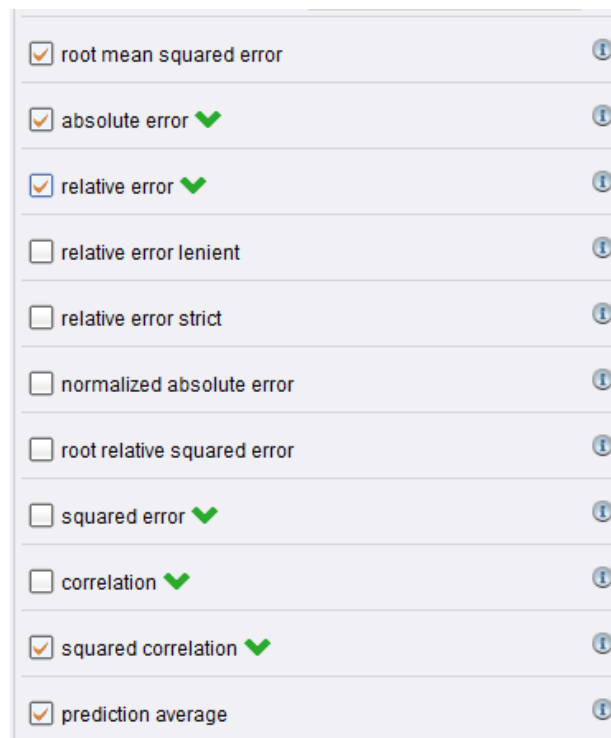 root mean squared error
absolute error
relative error
relative error lenient
relative error strict
normalized absolute error
root relative squared error
squared error
correlation
squared correlation
prediction average